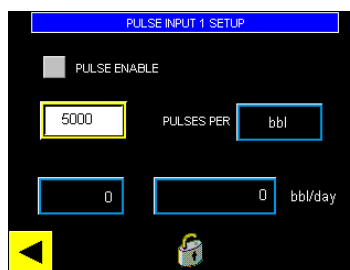 PULSE INPUT 1 SETUP
PULSE ENABLE
5000 PULSES PER bbl
0 0 bbl/day